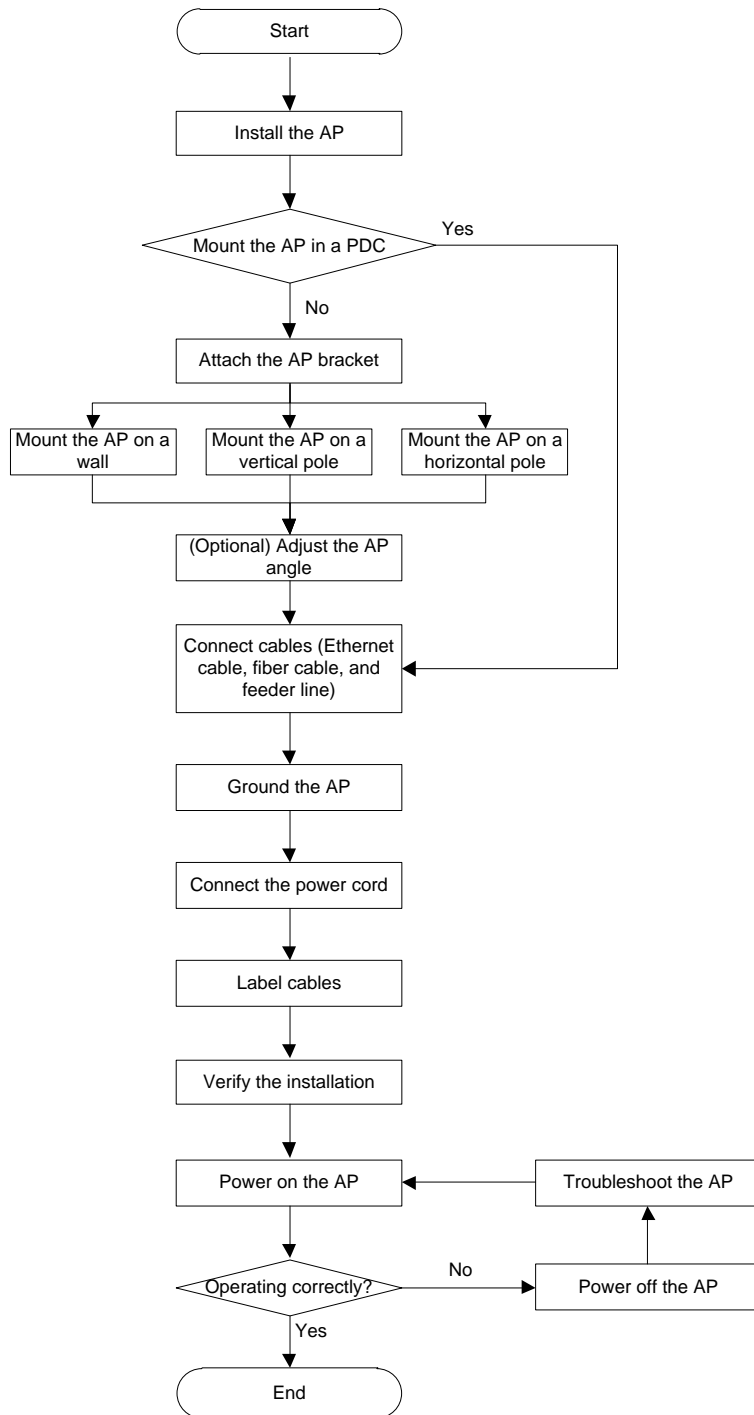 Start
Install the AP
Mount the AP in a PDC
Yes
No
Attach the AP bracket
Mount the AP on a
wall
Mount the AP on a
vertical pole
Mount the AP on a
horizontal pole
(Optional) Adjust the AP
angle
Connect cables (Ethernet
cable, fiber cable, and
feeder line)
Ground the AP
Connect the power cord
Label cables
Verify the installation
Power on the AP
Troubleshoot the AP
Operating correctly?
No
Power off the AP
Yes
End